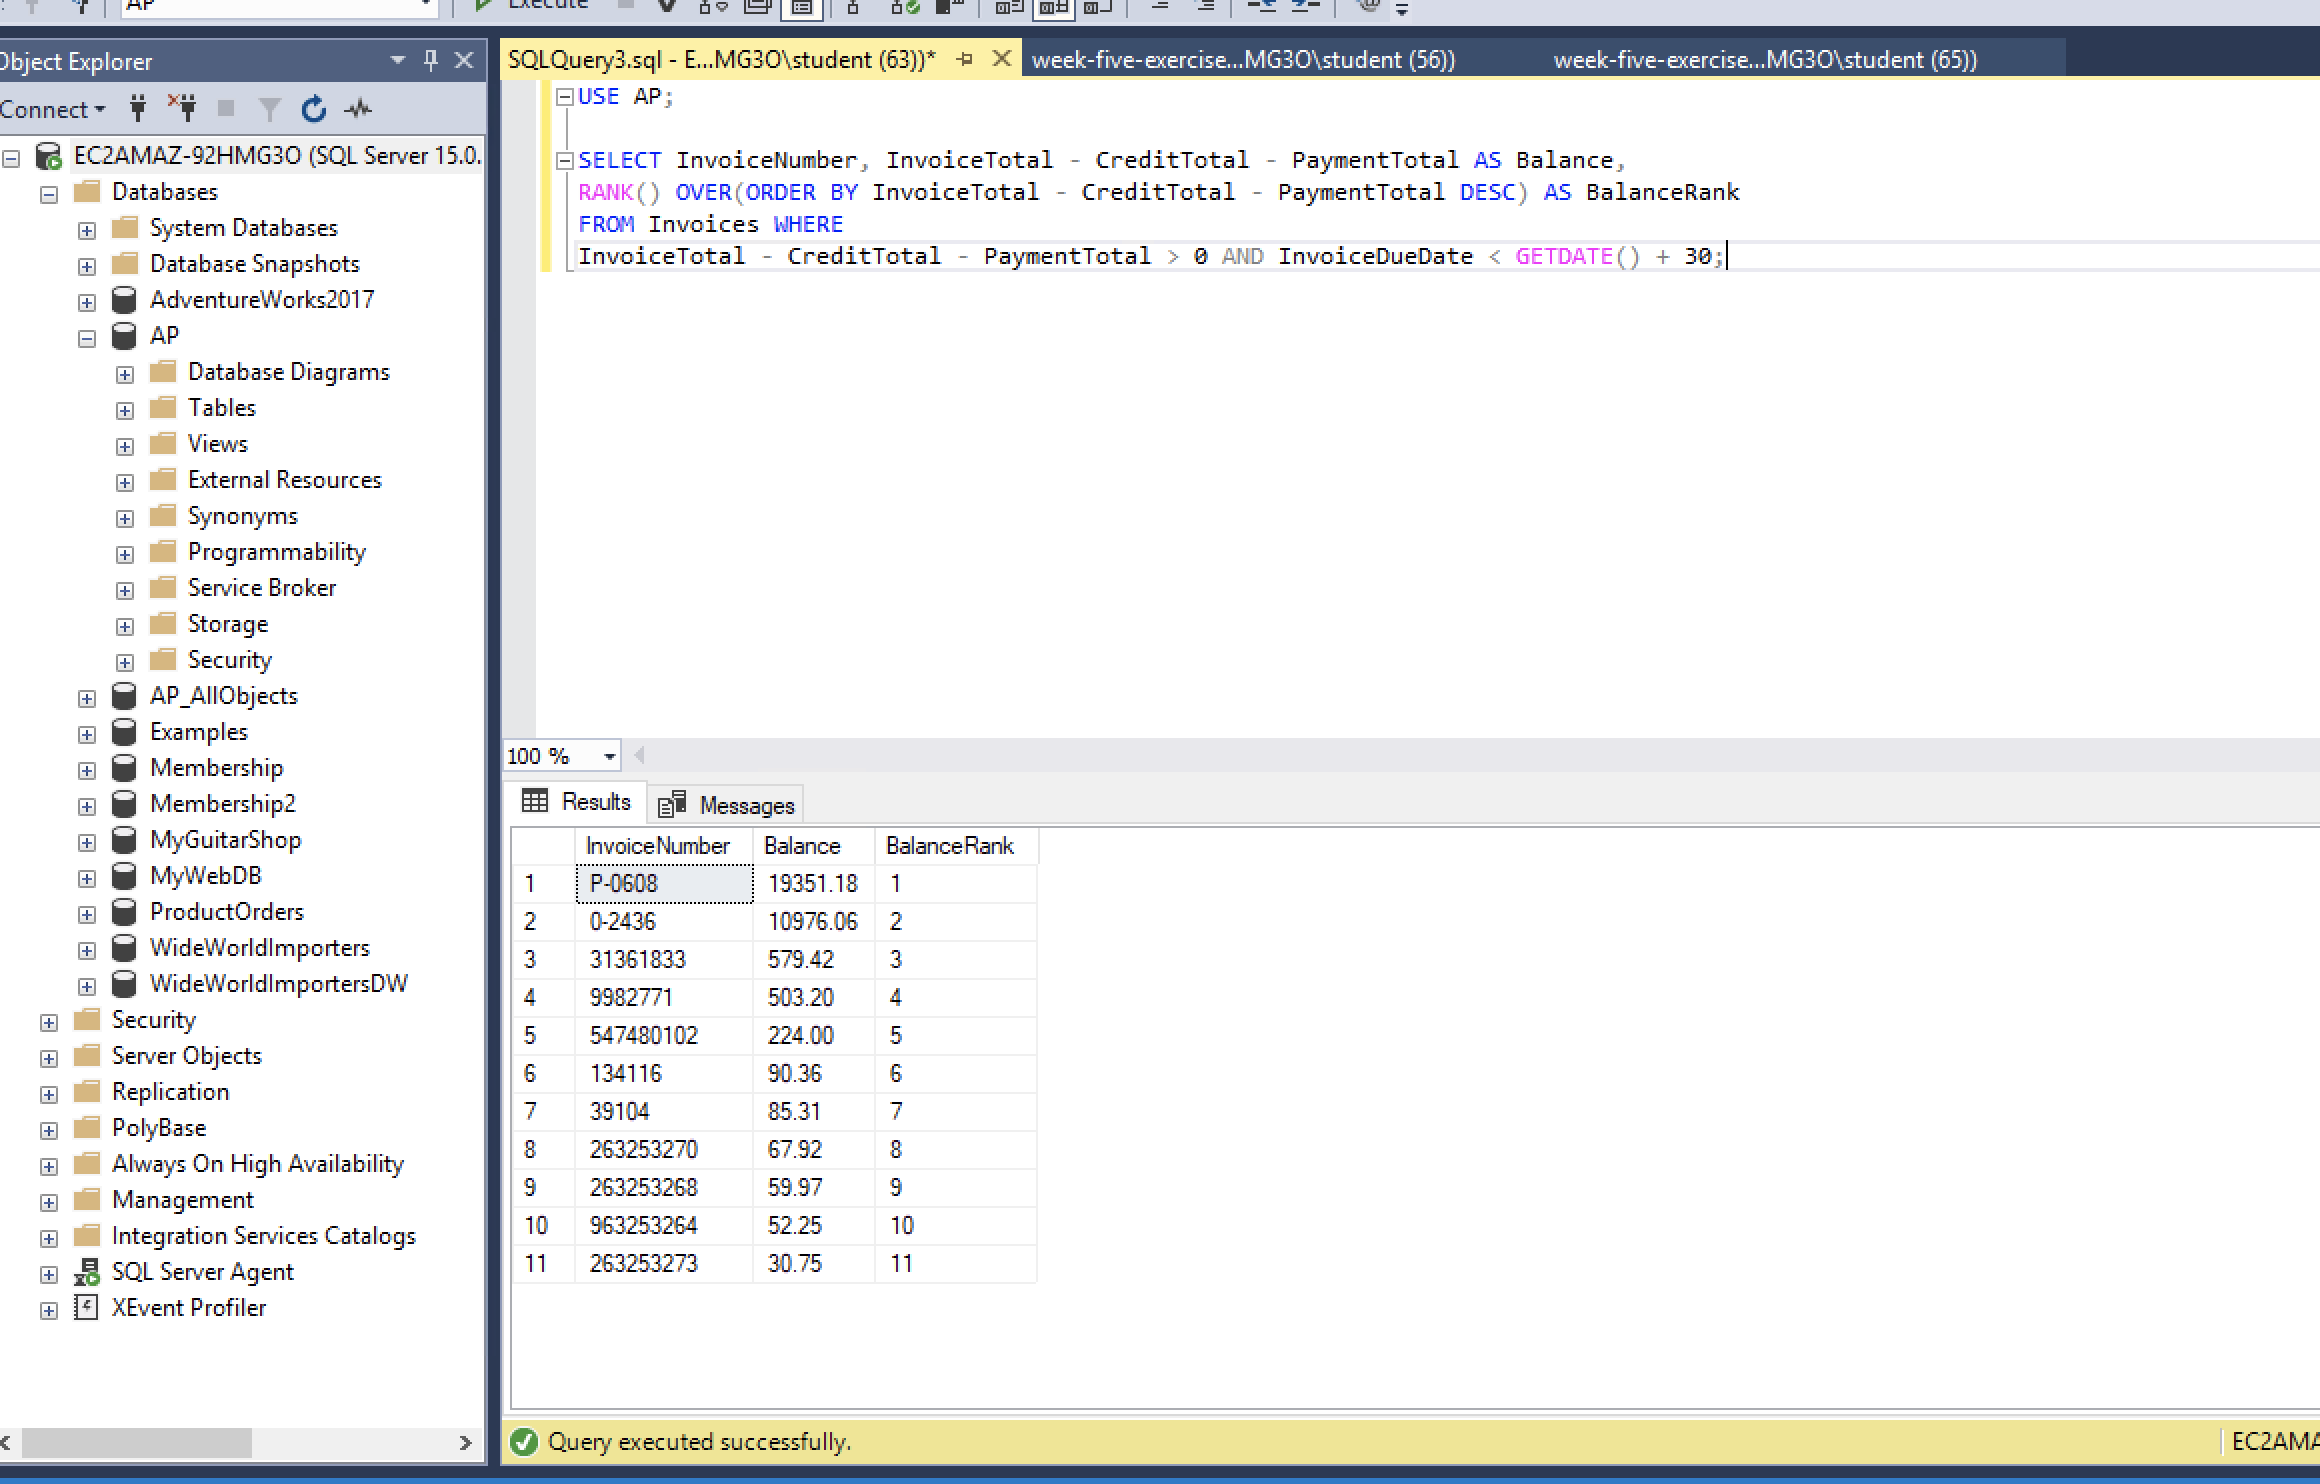 AP
Execute
Object Explorer
Connect
EC2AMAZ-92HMG3O (SQL Server 15.0.
Databases
System Databases
Database Snapshots
AdventureWorks2017
AP
Database Diagrams
Tables
Views
External Resources
Synonyms
Programmability
Service Broker
Storage
Security
AP_AllObjects
Examples
Membership
Membership2
MyGuitarShop
MyWebDB
ProductOrders
WideWorldImporters
WideWorldImportersDW
Security
Server Objects
Replication
PolyBase
Always On High Availability
Management
Integration Services Catalogs
SQL Server Agent
XEvent Profiler
SQLQuery3.sql - E...MG3O\student (63))* week-five-exercise...MG3O\student (56)) week-five-exercise...MG3O\student (65))
USE AP;
SELECT InvoiceNumber, InvoiceTotal - CreditTotal - PaymentTotal AS Balance,
RANK() OVER(ORDER BY InvoiceTotal - CreditTotal - PaymentTotal DESC) AS BalanceRank
FROM Invoices WHERE
InvoiceTotal - CreditTotal - PaymentTotal > 0 AND InvoiceDueDate < GETDATE() + 30;
100 %
Results Messages
InvoiceNumber Balance BalanceRank
1 P-0608 19351.18 1
2 0-2436 10976.06 2
3 31361833 579.42 3
4 9982771 503.20 4
5 547480102 224.00 5
6 134116 90.36 6
7 39104 85.31 7
8 263253270 67.92 8
9 263253268 59.97 9
10 963253264 52.25 10
11 263253273 30.75 11
Query executed successfully. EC2AMA